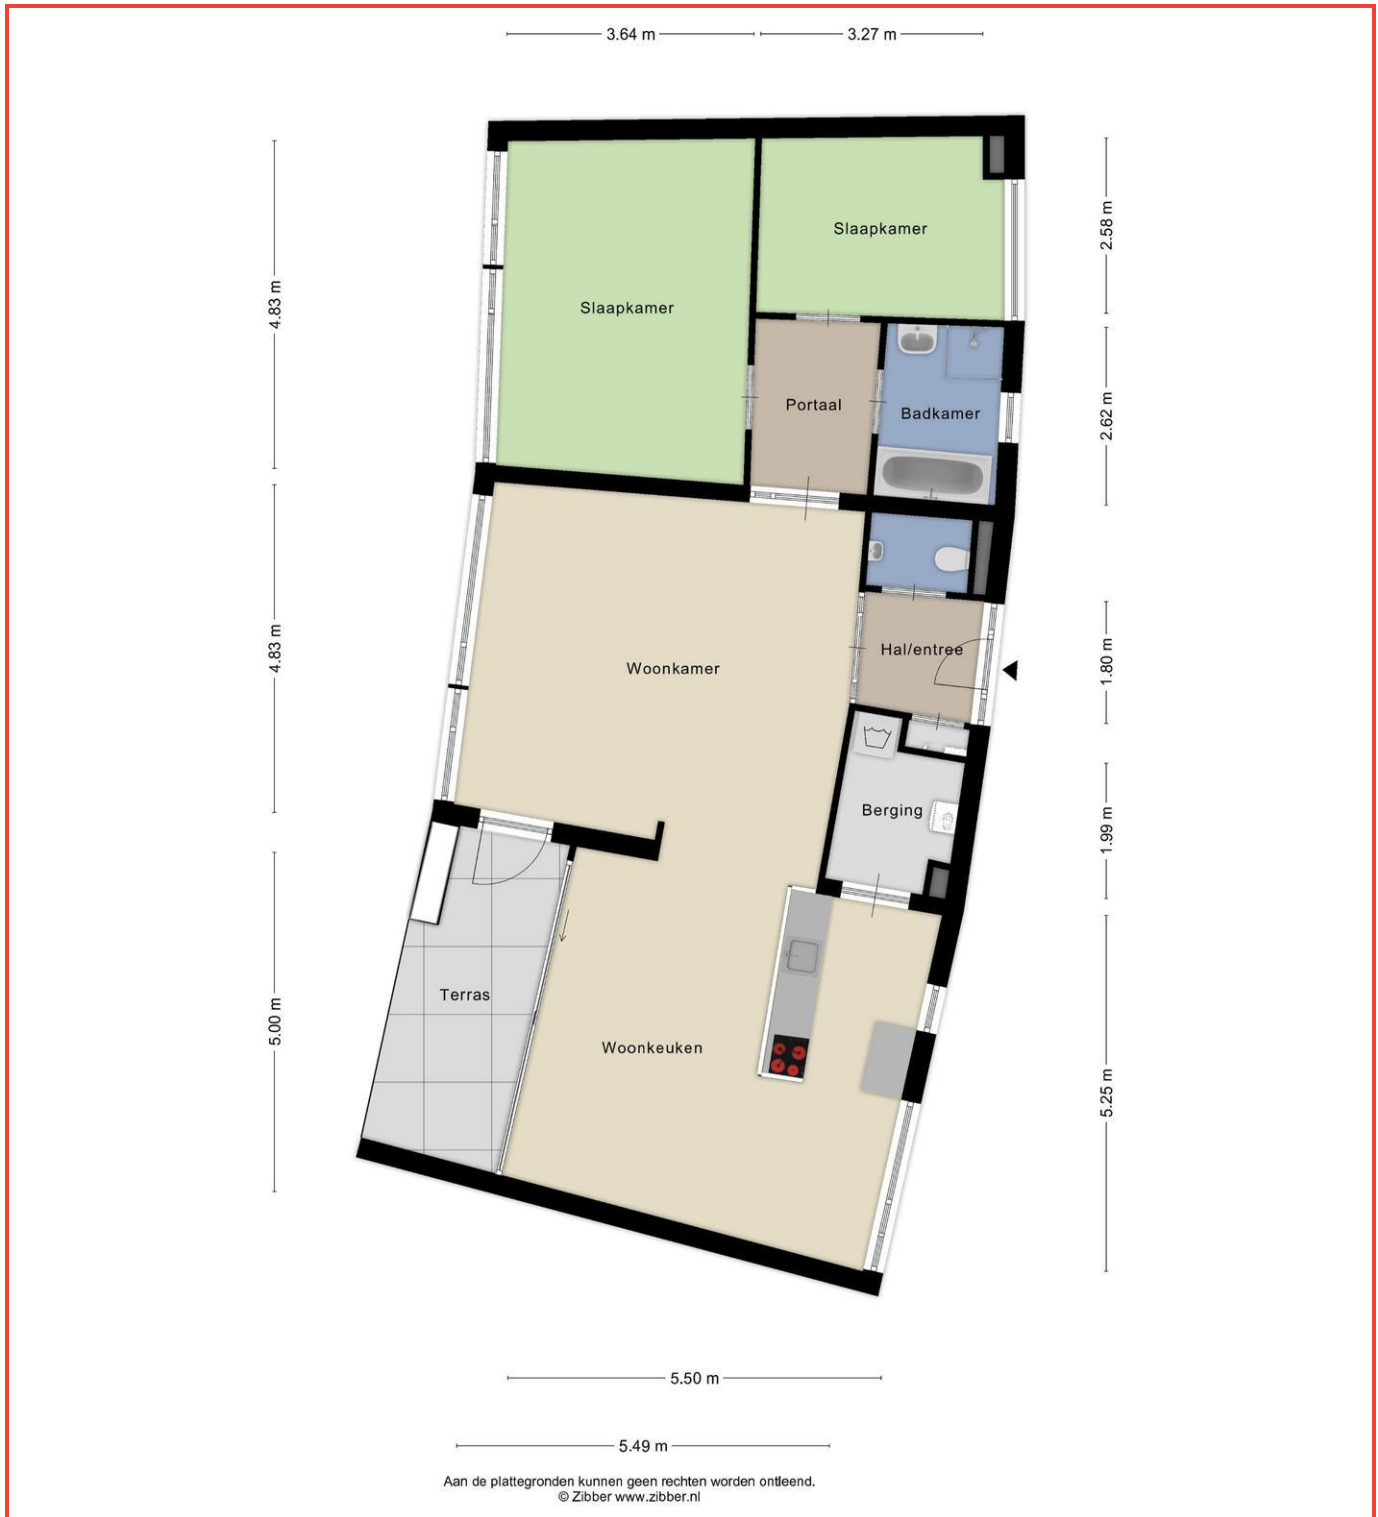 3.64 m
3.27 m
Slaapkamer
2.58 m
4.83 m
Slaapkamer
Portaal
Badkamer
2.62 m
4.83 m
Woonkamer
Hal/entree
1.80 m
Berging
1.99 m
5.00 m
Terras
Woonkeuken
5.25 m
5.50 m
5.49 m
Aan de plattegronden kunnen geen rechten worden ontleend.
© Zibber www.zibber.nl